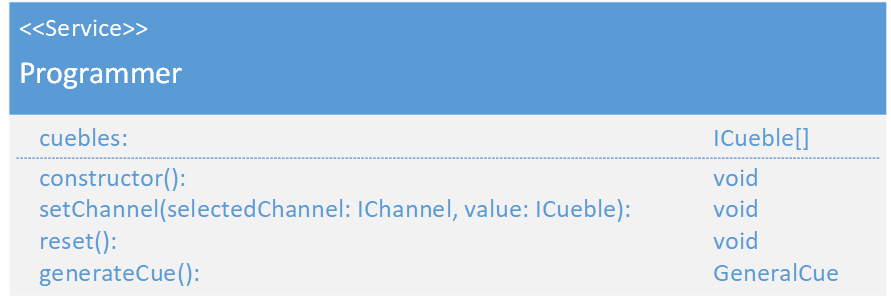 <<Service>>
Programmer
cuebles: ICueble[]
constructor(): void
setChannel(selectedChannel: IChannel, value: ICueble): void
reset(): void
generateCue(): GeneralCue